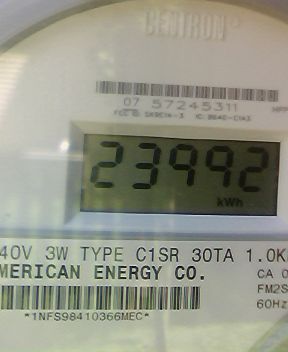 CENTRON
07 57245311
23992
kWh
40V 3W TYPE C1SR 30TA 1.0K
MERICAN ENERGY CO.
CA 0
FM2S
60Hz
*1NFS98410366MEC*